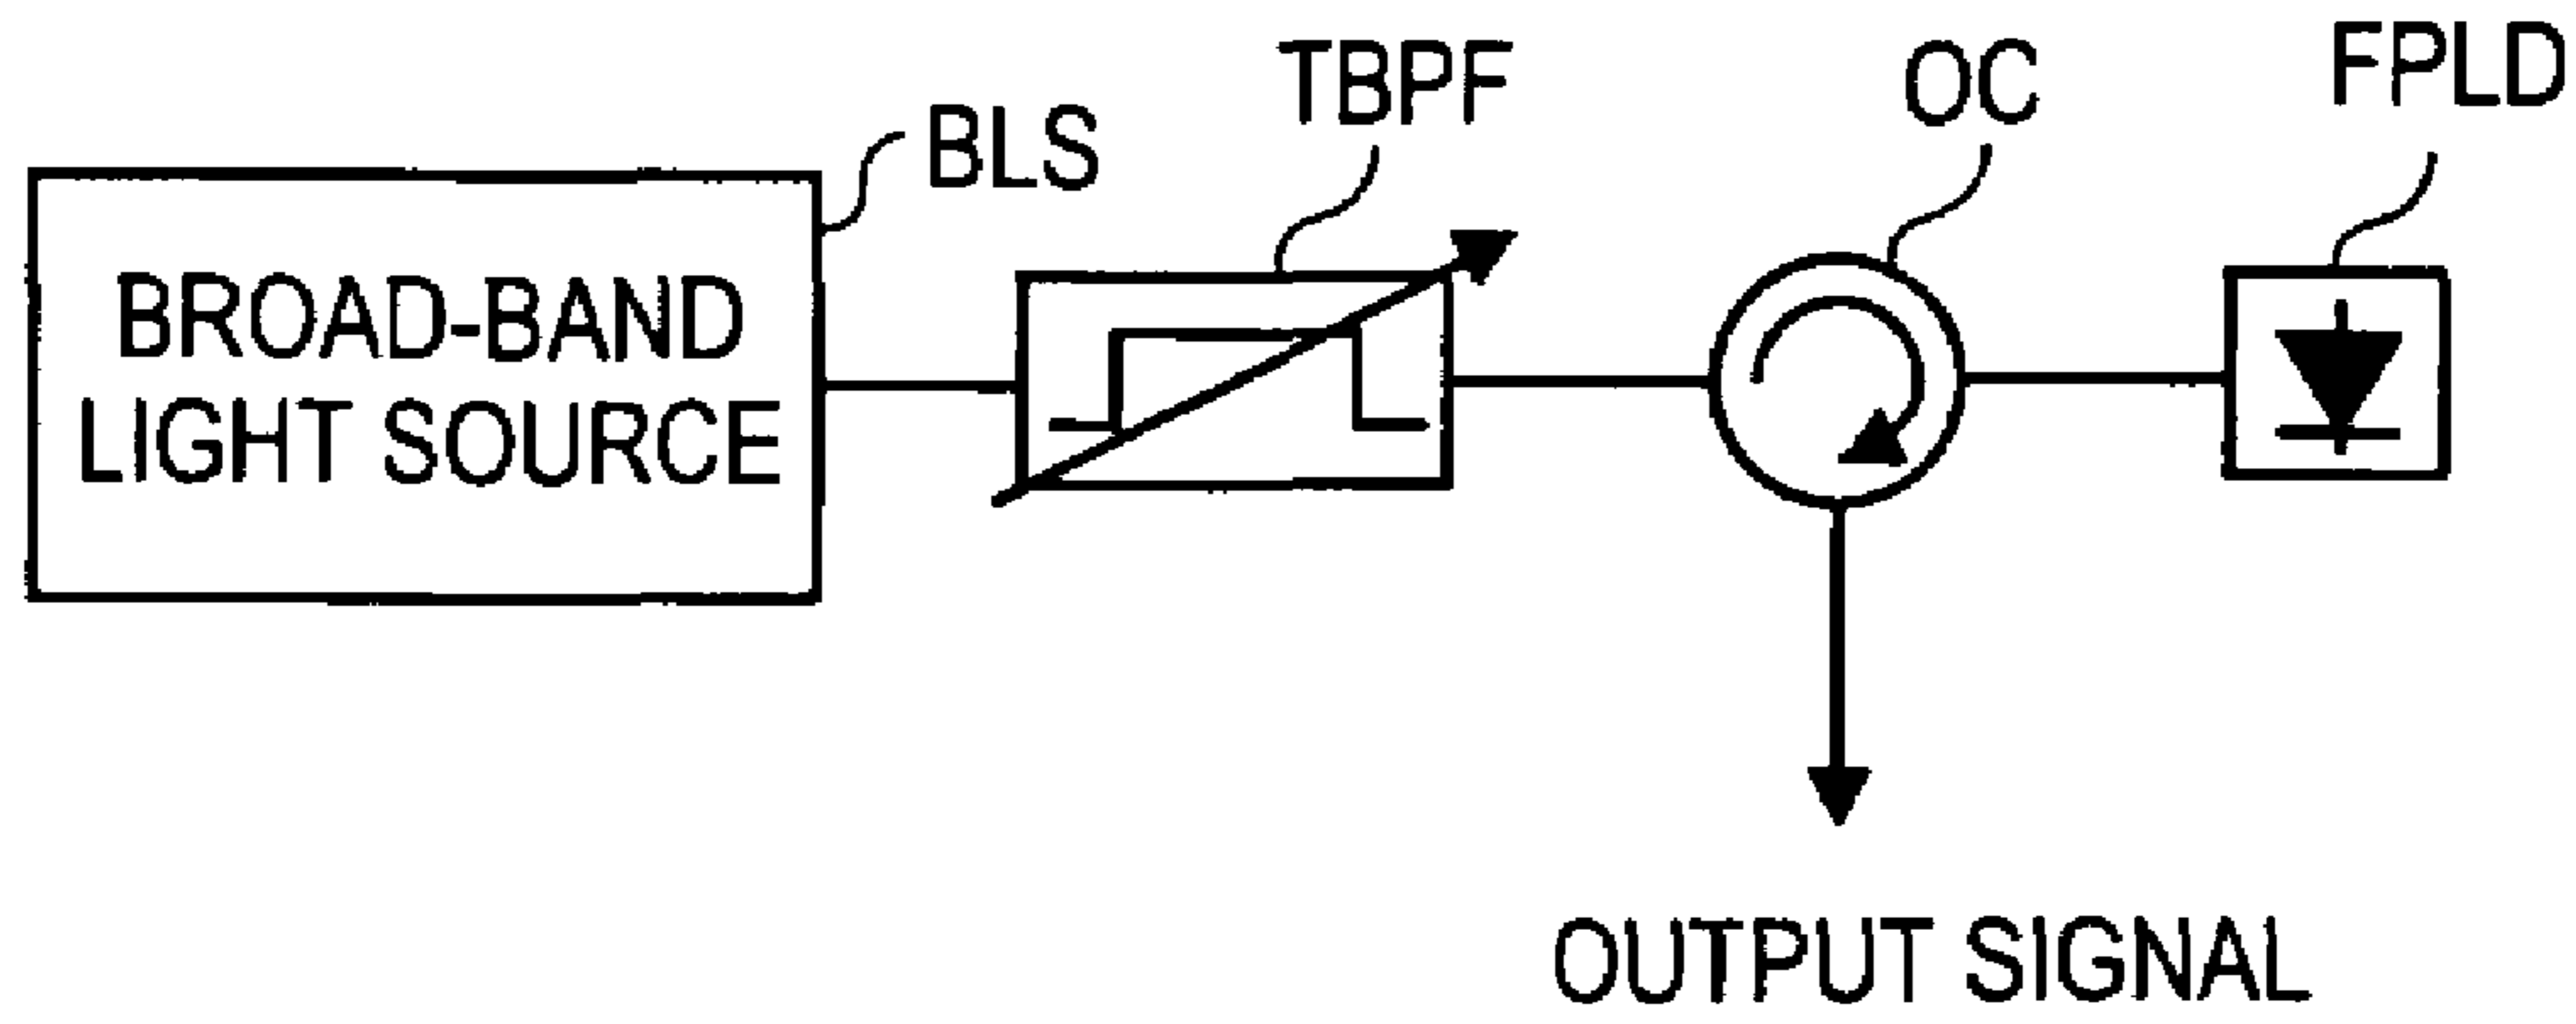 BLS
TBPF
OC
FPLD
BROAD-BAND
LIGHT SOURCE
OUTPUT SIGNAL